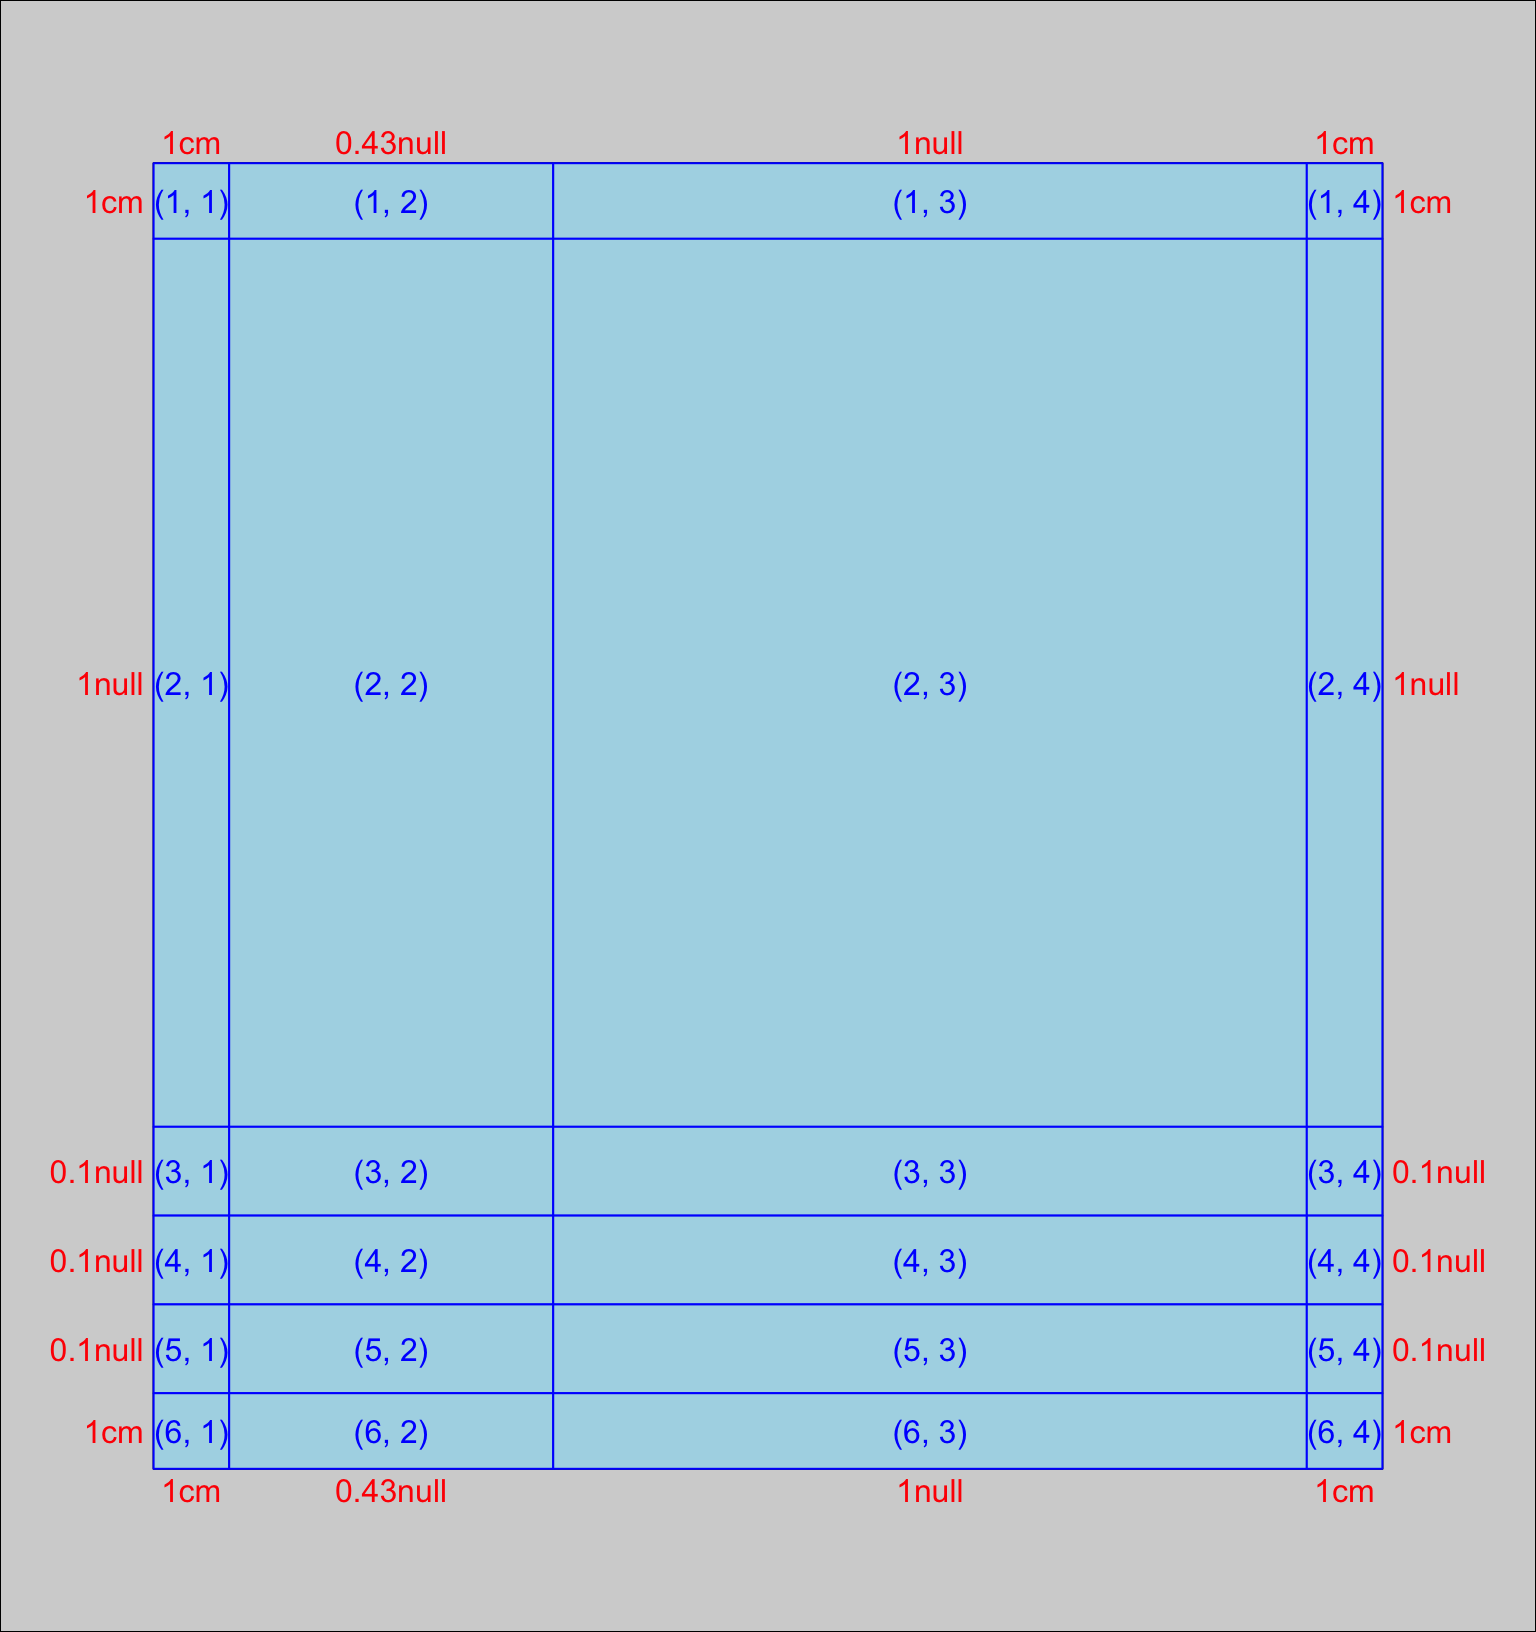 1cm 0.43null 1null 1cm
1cm (1, 1) (1, 2) (1, 3) (1, 4) 1cm
1null (2, 1) (2, 2) (2, 3) (2, 4) 1null
0.1null (3, 1) (3, 2) (3, 3) (3, 4) 0.1null
0.1null (4, 1) (4, 2) (4, 3) (4, 4) 0.1null
0.1null (5, 1) (5, 2) (5, 3) (5, 4) 0.1null
1cm (6, 1) (6, 2) (6, 3) (6, 4) 1cm
1cm 0.43null 1null 1cm